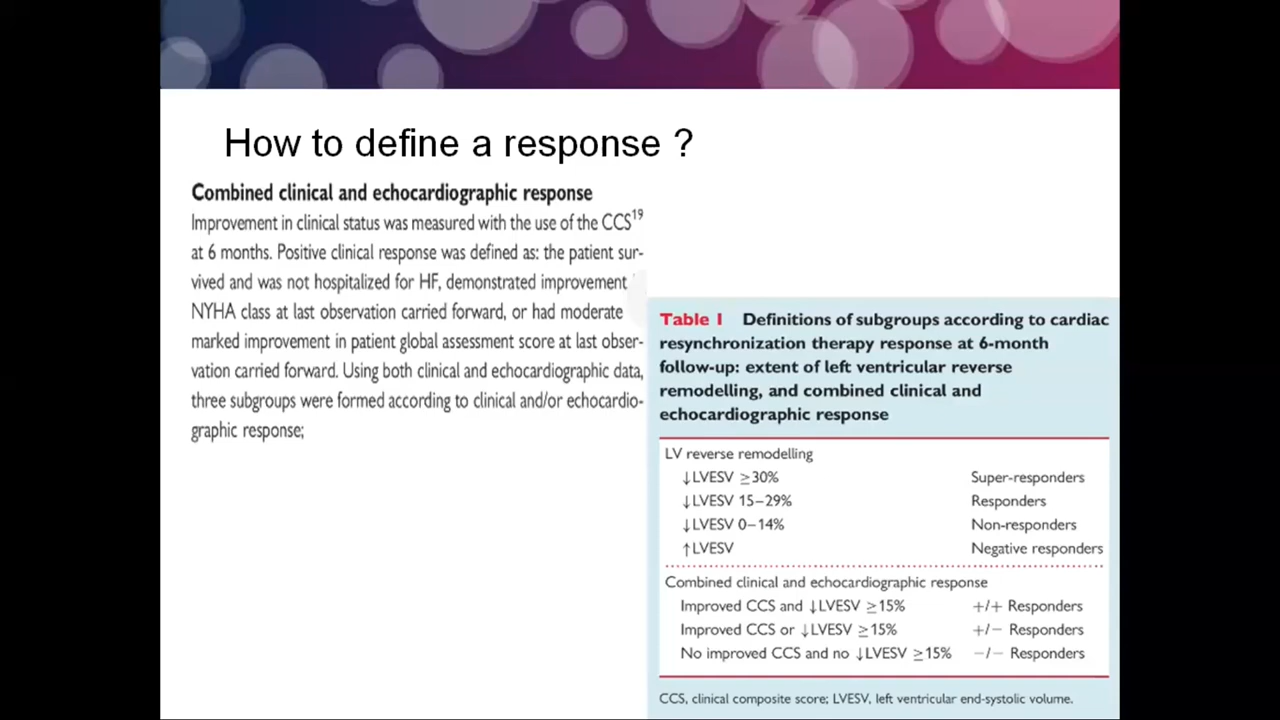 How to define a response ?
Combined clinical and echocardiographic response
Improvement in clinical status was measured with the use of the CCS19
at 6 months. Positive clinical response was defined as: the patient sur-
vived and was not hospitalized for HF, demonstrated improvement
NYHA class at last observation carried forward, or had moderate
marked improvement in patient global assessment score at last obser-
vation carried forward. Using both clinical and echocardiographic data,
three subgroups were formed according to clinical and/or echocardio-
graphic response;
Table 1 Definitions of subgroups according to cardiac
resynchronization therapy response at 6-month
follow-up: extent of left ventricular reverse
remodelling, and combined clinical and
echocardiographic response
LV reverse remodelling
↓LVESV ≥30% Super-responders
↓LVESV 15–29% Responders
↓LVESV 0–14% Non-responders
↑LVESV Negative responders
Combined clinical and echocardiographic response
Improved CCS and ↓LVESV ≥15% +/+ Responders
Improved CCS or ↓LVESV ≥15% +/− Responders
No improved CCS and no ↓LVESV ≥15% −/− Responders
CCS, clinical composite score; LVESV, left ventricular end-systolic volume.